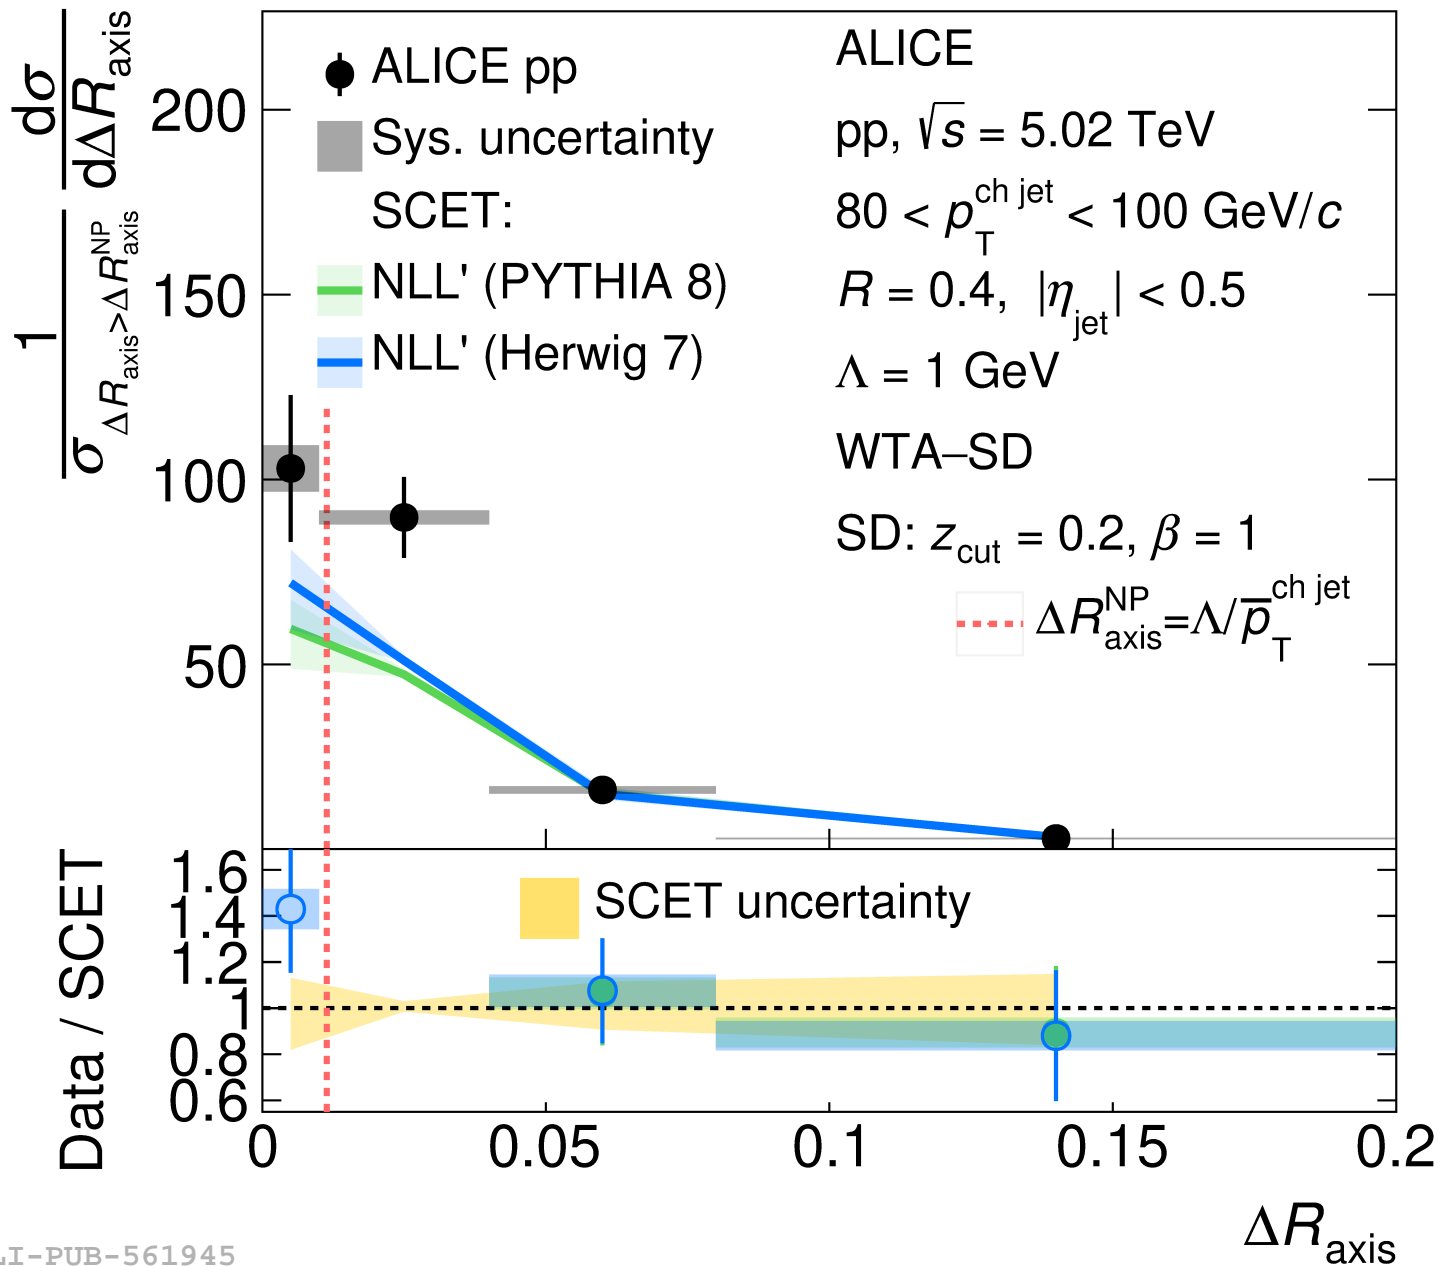 1/σ_{ΔR_axis>ΔR_axis^NP} dσ/dΔR_axis
200
150
100
50
ALICE pp
Sys. uncertainty
SCET:
NLL' (PYTHIA 8)
NLL' (Herwig 7)
ALICE
pp, √s = 5.02 TeV
80 < p_T^{ch jet} < 100 GeV/c
R = 0.4, |η_jet| < 0.5
Λ = 1 GeV
WTA–SD
SD: z_cut = 0.2, β = 1
ΔR_axis^NP=Λ/p̅_T^{ch jet}
Data / SCET
1.6
1.4
1.2
1
0.8
0.6
SCET uncertainty
0 0.05 0.1 0.15 0.2
ΔR_axis
LI-PUB-561945